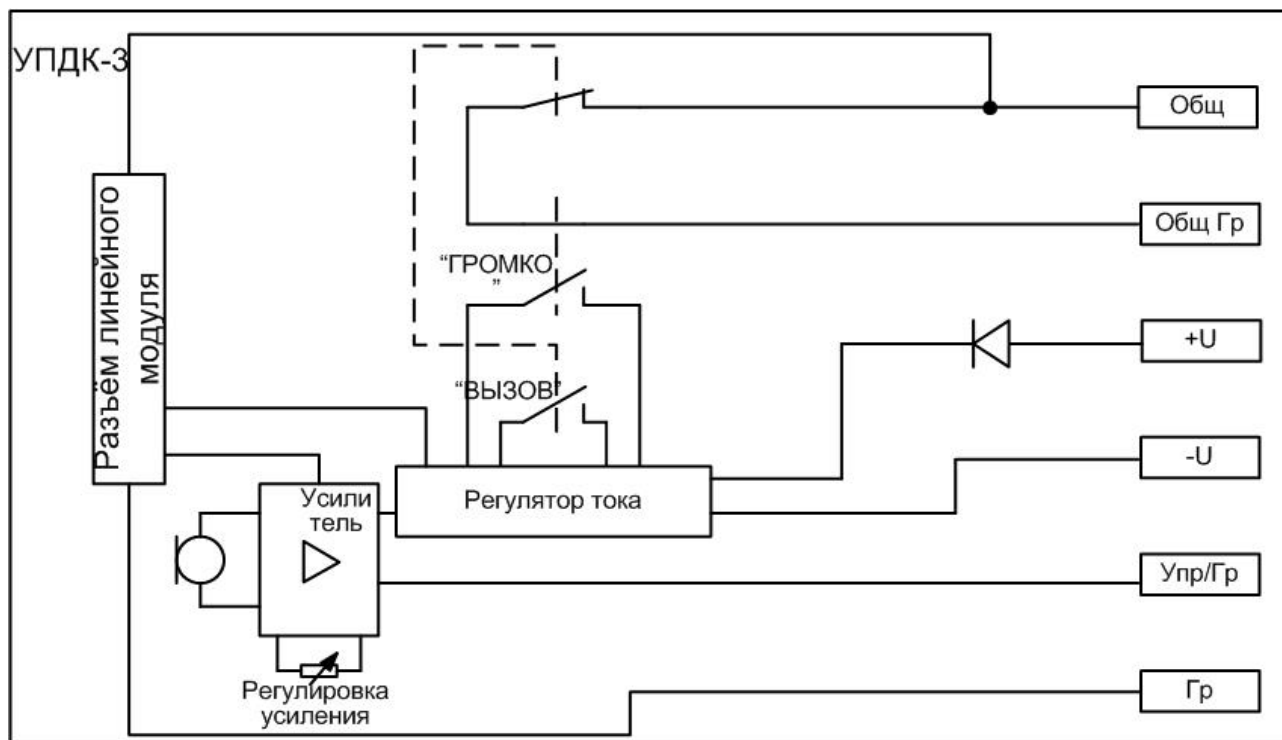 УПДК-3
Общ
Общ Гр
“ГРОМКО
”
+U
“ВЫЗОВ”
-U
Разъём линейного
модуля
Усили
тель
Регулятор тока
Упр/Гр
Регулировка
усиления
Гр